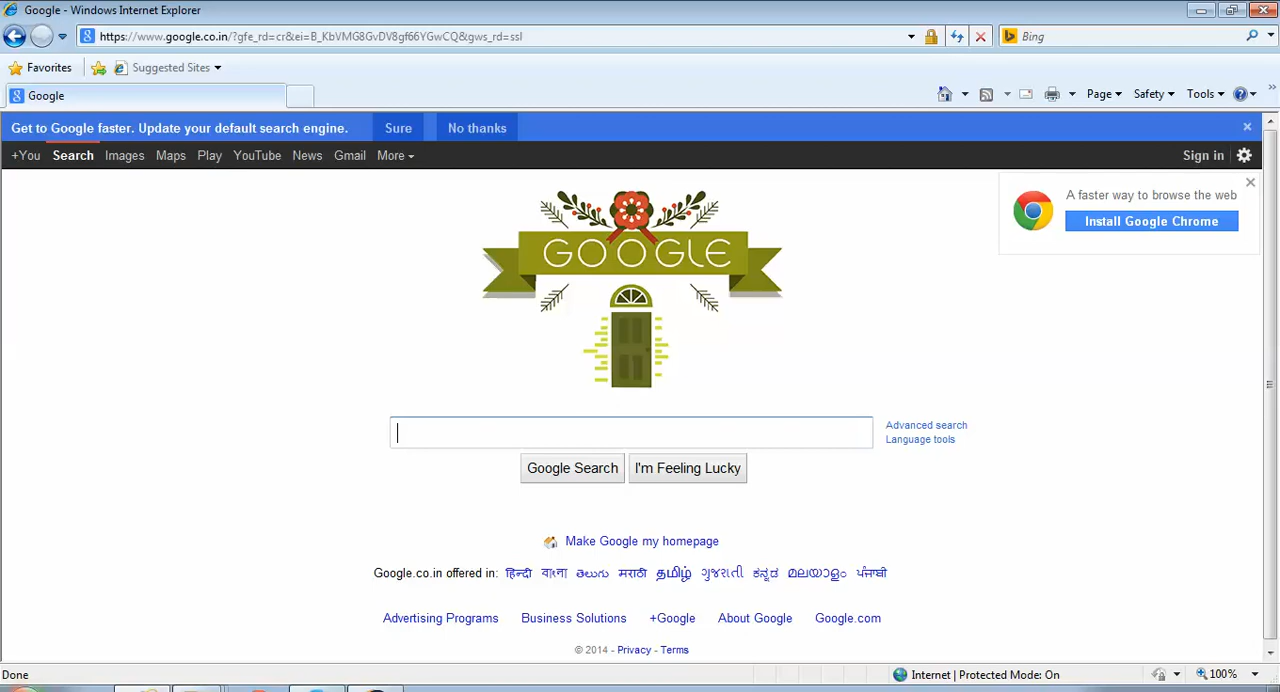 Google - Windows Internet Explorer
https://www.google.co.in/?gfe_rd=cr&ei=B_KbVMG8GvDV8gf66YGwCQ&gws_rd=ssl
Bing
Favorites
Suggested Sites
Google
Page
Safety
Tools
Get to Google faster. Update your default search engine.
Sure
No thanks
+You Search Images Maps Play YouTube News Gmail More
Sign in
A faster way to browse the web
Install Google Chrome
GOOGLE
Advanced search
Language tools
Google Search
I'm Feeling Lucky
Make Google my homepage
Google.co.in offered in: हिन्दी বাংলা తెలుగు मराठी தமிழ் ગુજરાતી ಕನ್ನಡ മലയാളം ਪੰਜਾਬੀ
Advertising Programs Business Solutions +Google About Google Google.com
© 2014 - Privacy - Terms
Done
Internet | Protected Mode: On
100%